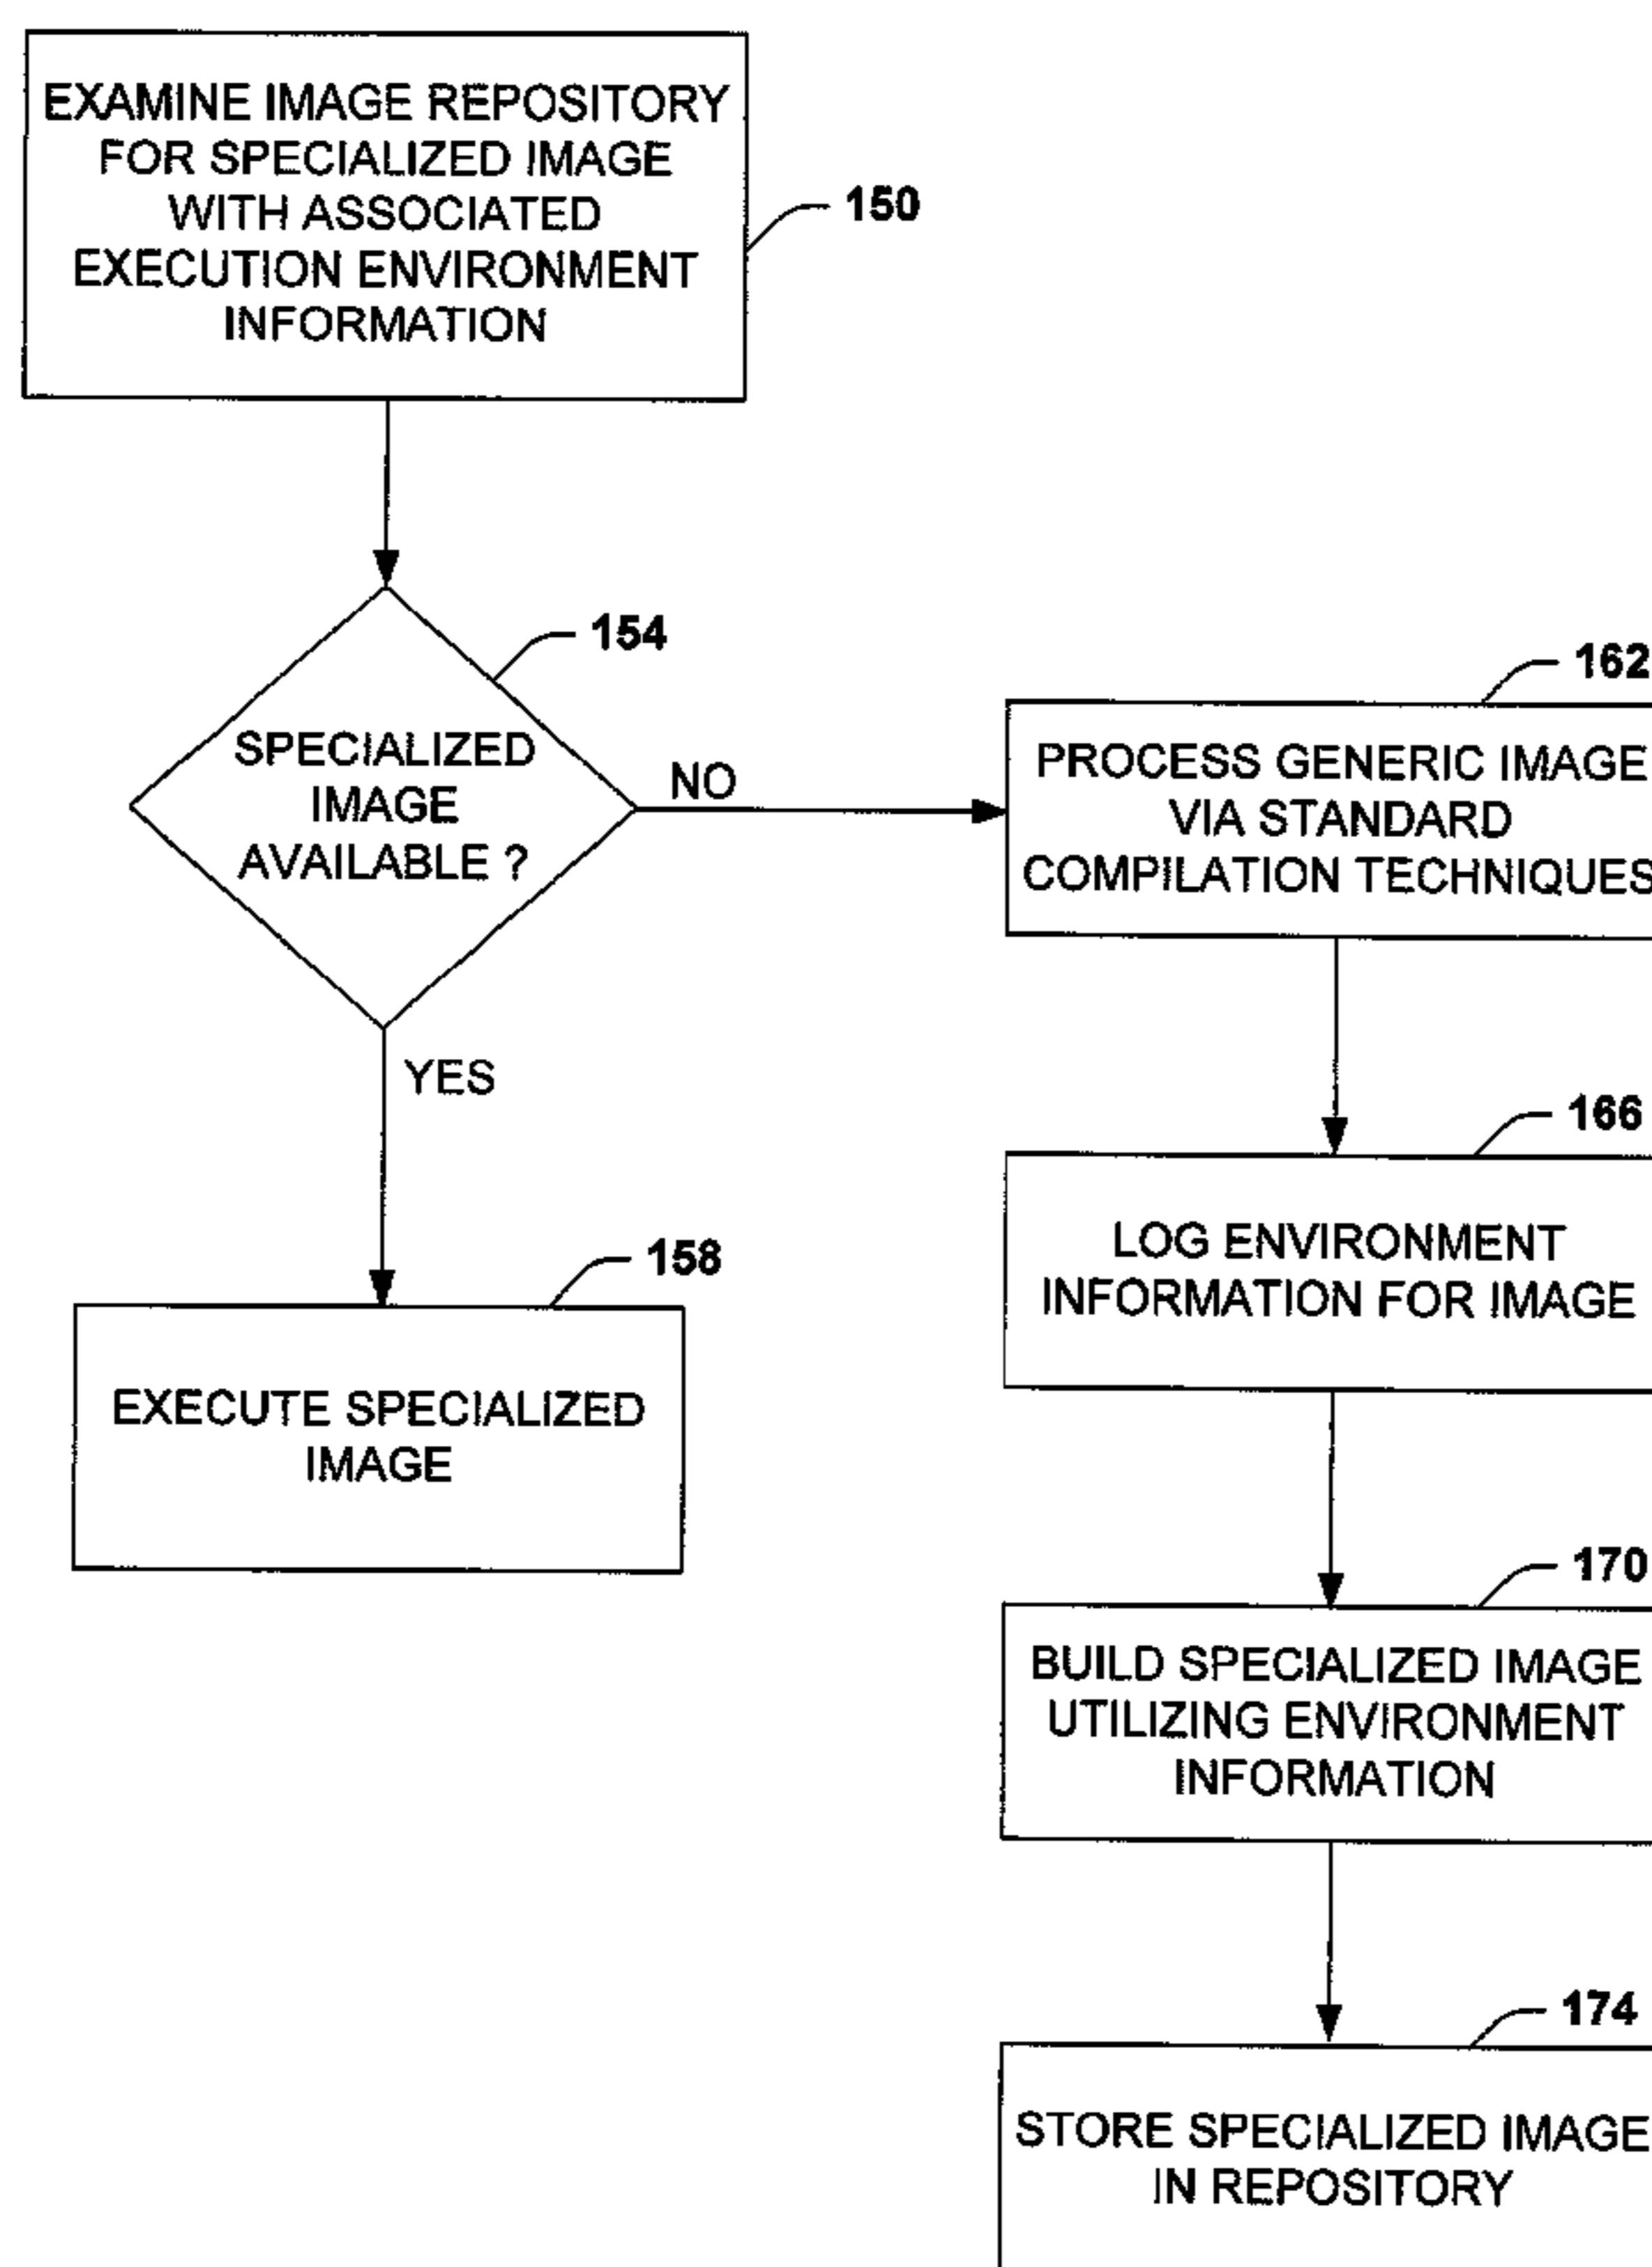 EXAMINE IMAGE REPOSITORY
FOR SPECIALIZED IMAGE
WITH ASSOCIATED
EXECUTION ENVIRONMENT
INFORMATION
150
154
SPECIALIZED
IMAGE
AVAILABLE ?
NO
YES
158
EXECUTE SPECIALIZED
IMAGE
162
PROCESS GENERIC IMAGE
VIA STANDARD
COMPILATION TECHNIQUES
166
LOG ENVIRONMENT
INFORMATION FOR IMAGE
170
BUILD SPECIALIZED IMAGE
UTILIZING ENVIRONMENT
INFORMATION
174
STORE SPECIALIZED IMAGE
IN REPOSITORY